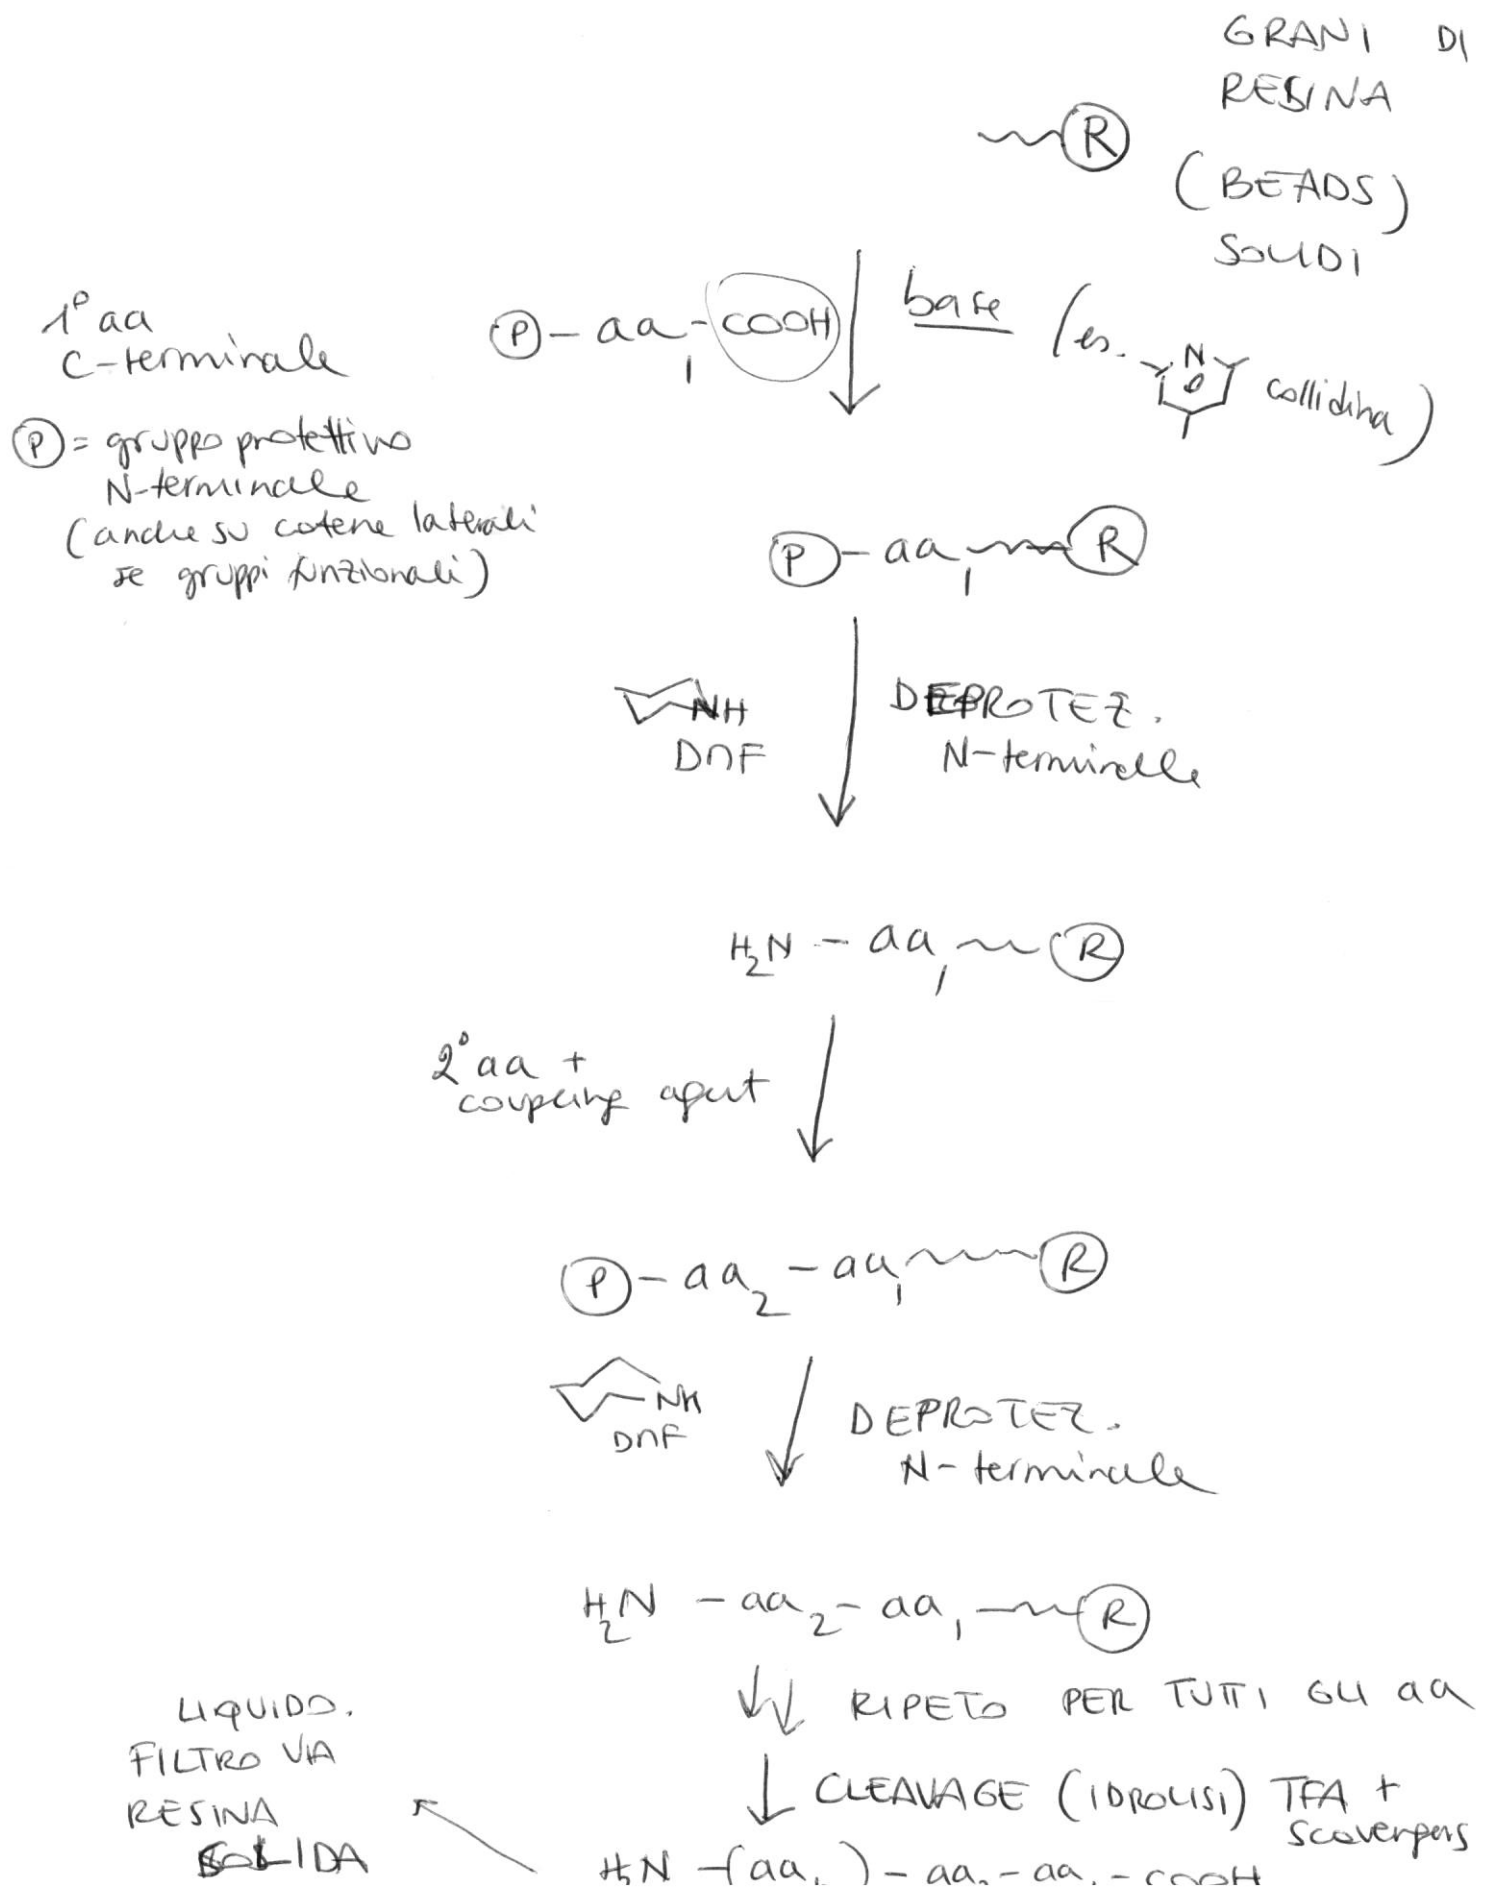 GRANI DI
RESINA
(BEADS)
SOLIDI
R
1° aa
C-terminale
P - aa1 - COOH
base (es. N collidina)
P = gruppo protettivo
N-terminale
(anche su catene laterali
se gruppi funzionali)
P - aa1 R
NH
DMF
DEPROTEZ.
N-terminale
H2N - aa1 R
2° aa +
coupling agent
P - aa2 - aa1 R
NH
DMF
DEPROTEZ.
N-terminale
H2N - aa2 - aa1 R
RIPETO PER TUTTI GLI aa
LIQUIDO.
FILTRO VIA
RESINA
SOLIDA
CLEAVAGE (IDROLISI) TFA +
scavengers
H2N -(aa )- aa2 - aa1 - COOH